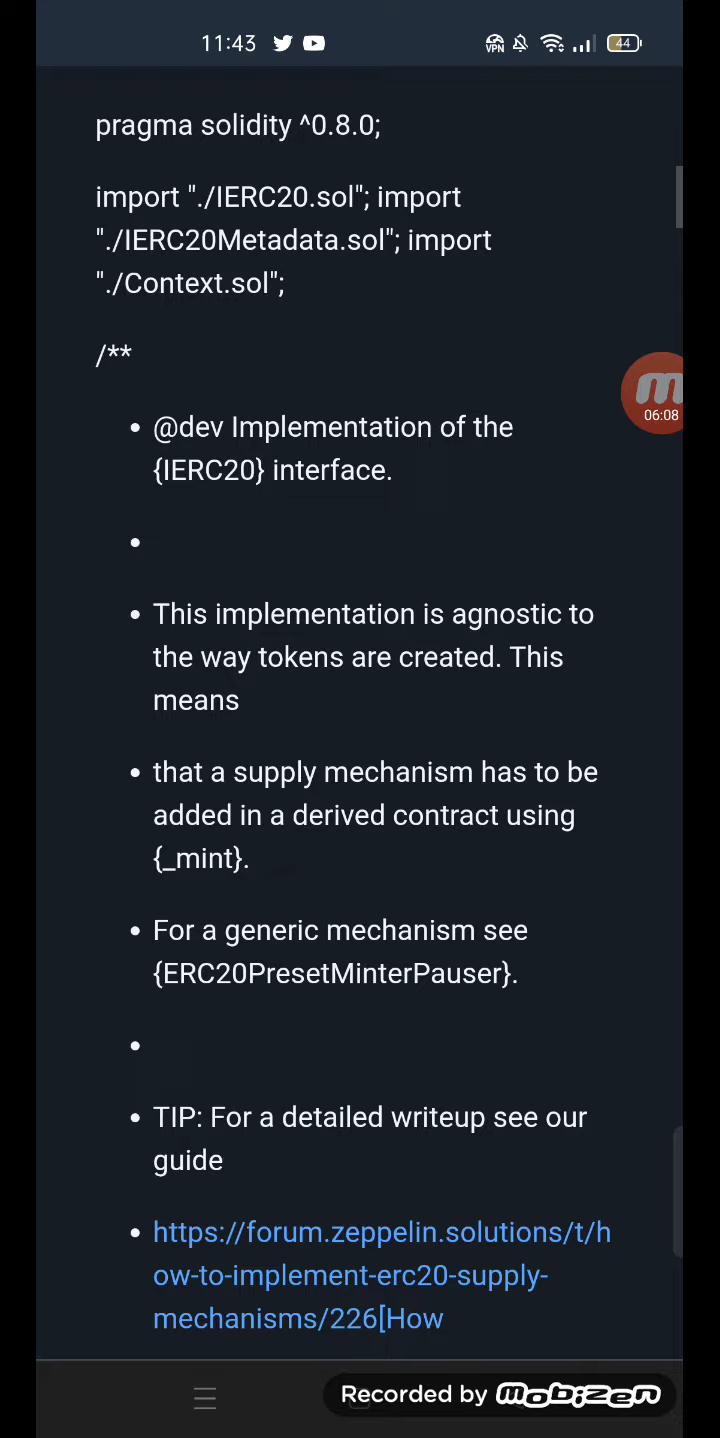 11:43
VPN
44
pragma solidity ^0.8.0;
import "./IERC20.sol"; import
"./IERC20Metadata.sol"; import
"./Context.sol";
/**
06:08
• @dev Implementation of the
{IERC20} interface.
•
• This implementation is agnostic to
the way tokens are created. This
means
• that a supply mechanism has to be
added in a derived contract using
{_mint}.
• For a generic mechanism see
{ERC20PresetMinterPauser}.
•
• TIP: For a detailed writeup see our
guide
• https://forum.zeppelin.solutions/t/h
ow-to-implement-erc20-supply-
mechanisms/226[How
Recorded by mobizen